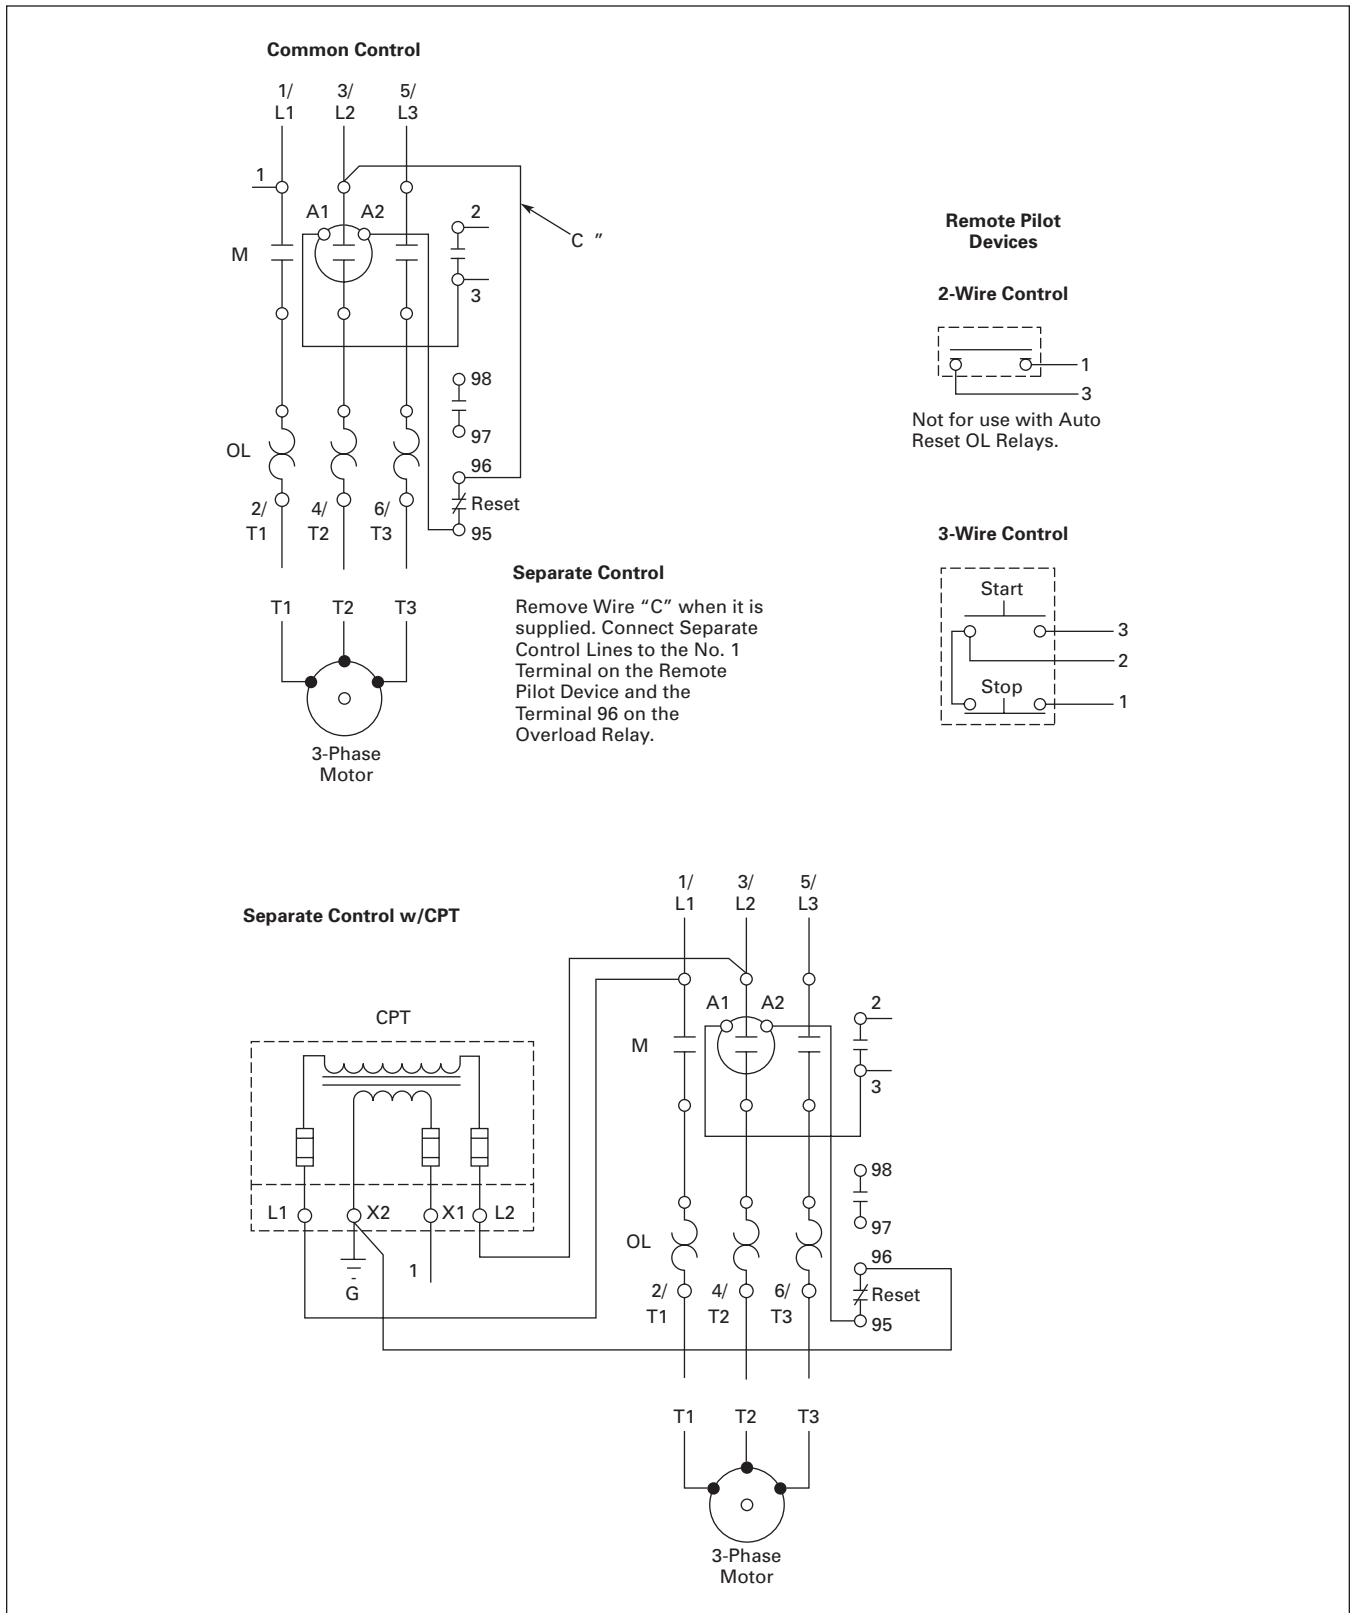 Common Control
1/
L1
3/
L2
5/
L3
1
A1
A2
2
C ”
M
3
98
97
OL
96
Reset
95
2/
T1
4/
T2
6/
T3
T1
T2
T3
3-Phase
Motor
Separate Control
Remove Wire “C” when it is
supplied. Connect Separate
Control Lines to the No. 1
Terminal on the Remote
Pilot Device and the
Terminal 96 on the
Overload Relay.
Remote Pilot
Devices
2-Wire Control
1
3
Not for use with Auto
Reset OL Relays.
3-Wire Control
Start
3
2
Stop
1
Separate Control w/CPT
CPT
L1
X2
X1
L2
1
G
1/
L1
3/
L2
5/
L3
A1
A2
2
M
3
98
97
OL
96
Reset
95
2/
T1
4/
T2
6/
T3
T1
T2
T3
3-Phase
Motor